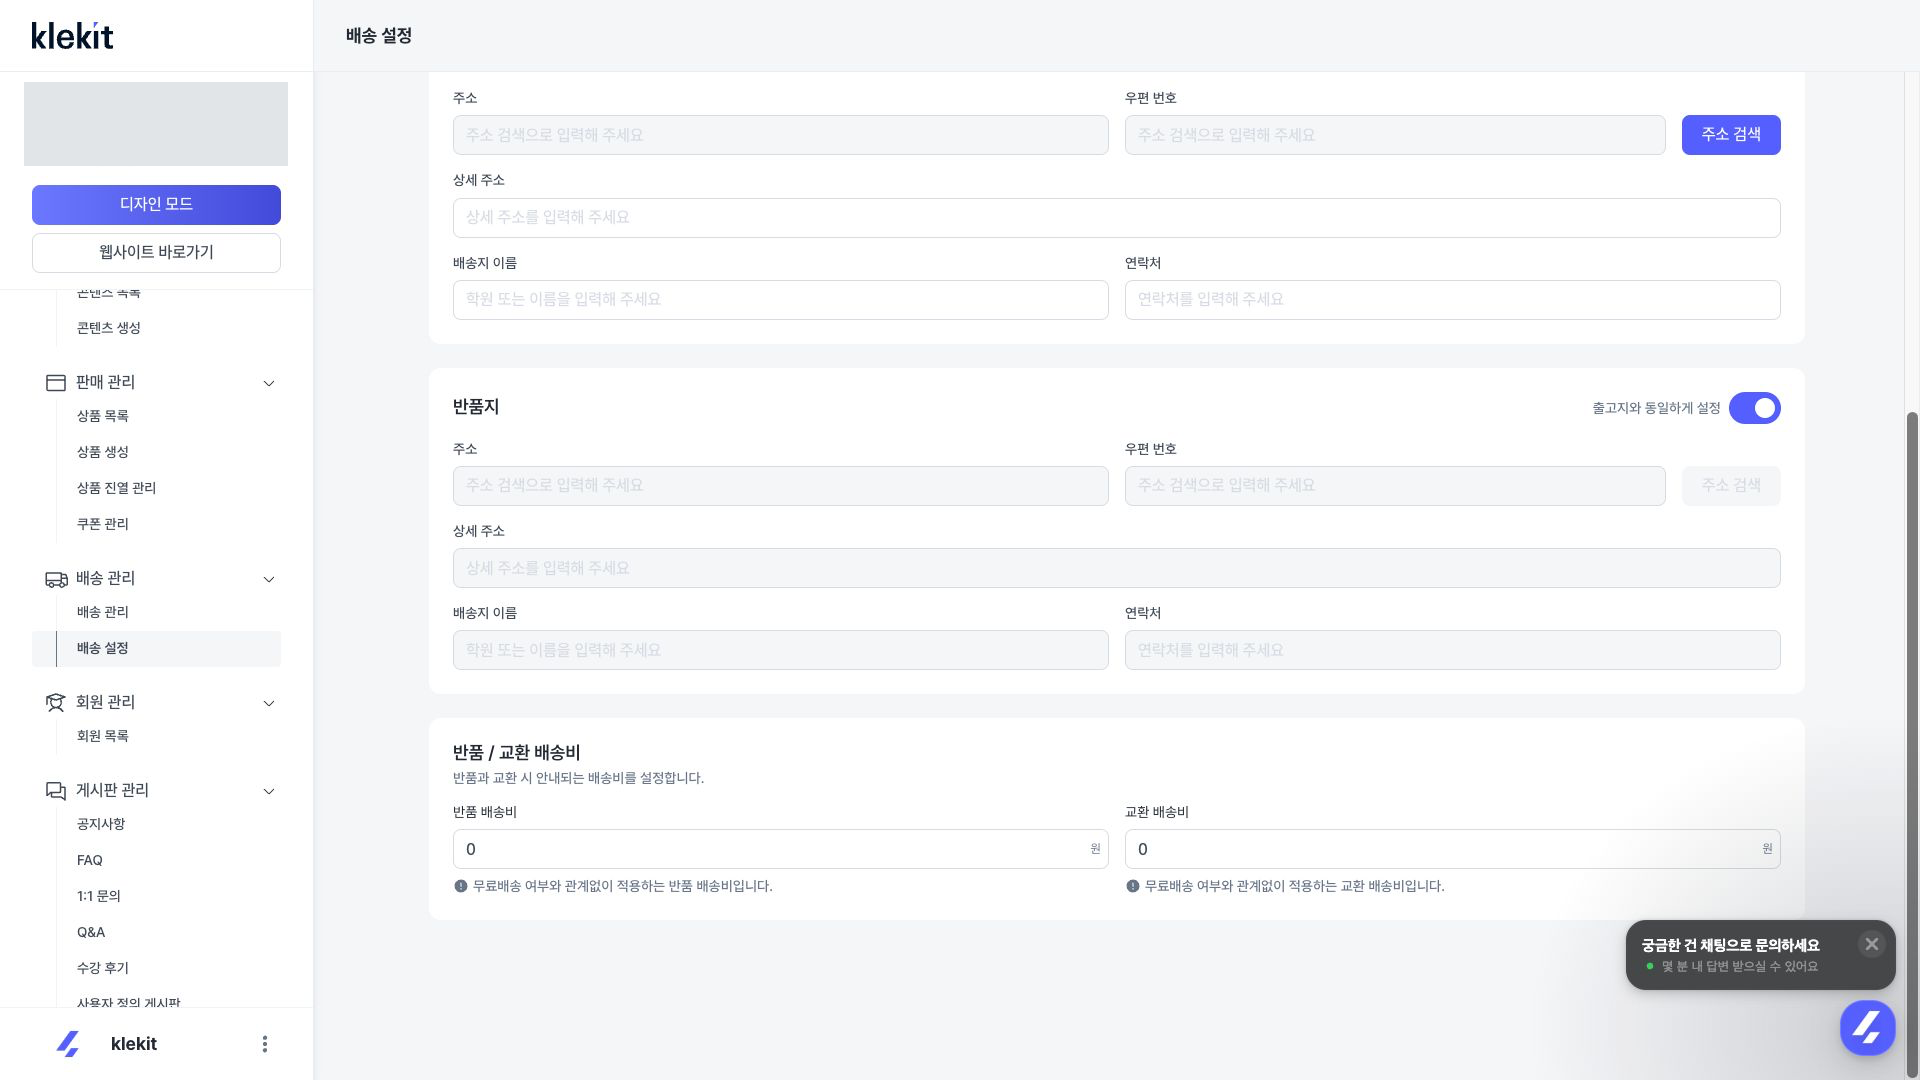 klekit
배송 설정
디자인 모드
웹사이트 바로가기
콘텐츠 목록
콘텐츠 생성
판매 관리
상품 목록
상품 생성
상품 진열 관리
쿠폰 관리
배송 관리
배송 관리
배송 설정
회원 관리
회원 목록
게시판 관리
공지사항
FAQ
1:1 문의
Q&A
수강 후기
사용자 정의 게시판
klekit
주소
우편 번호
주소 검색으로 입력해 주세요
주소 검색으로 입력해 주세요
주소 검색
상세 주소
상세 주소를 입력해 주세요
배송지 이름
연락처
학원 또는 이름을 입력해 주세요
연락처를 입력해 주세요
반품지
출고지와 동일하게 설정
주소
우편 번호
주소 검색으로 입력해 주세요
주소 검색으로 입력해 주세요
주소 검색
상세 주소
상세 주소를 입력해 주세요
배송지 이름
연락처
학원 또는 이름을 입력해 주세요
연락처를 입력해 주세요
반품 / 교환 배송비
반품과 교환 시 안내되는 배송비를 설정합니다.
반품 배송비
교환 배송비
0 원
0 원
무료배송 여부와 관계없이 적용하는 반품 배송비입니다.
무료배송 여부와 관계없이 적용하는 교환 배송비입니다.
궁금한 건 채팅으로 문의하세요
몇 분 내 답변 받으실 수 있어요